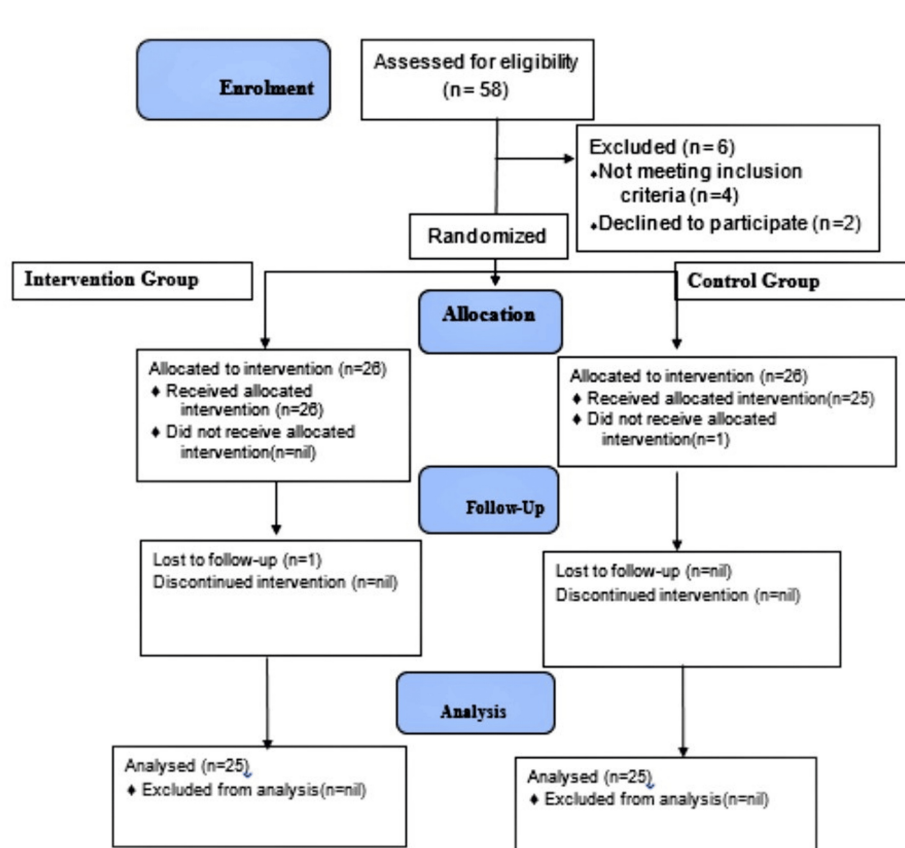 Enrolment
Assessed for eligibility
(n= 58)
Excluded (n= 6)
⬥Not meeting inclusion
criteria (n=4)
⬥Declined to participate (n=2)
Randomized
Intervention Group
Control Group
Allocation
Allocated to intervention (n=26)
♦ Received allocated
intervention (n=26)
♦ Did not receive allocated
intervention(n=nil)
Allocated to intervention (n=26)
♦ Received allocated intervention(n=25)
♦ Did not receive allocated
intervention(n=1)
Follow-Up
Lost to follow-up (n=1)
Discontinued intervention (n=nil)
Lost to follow-up (n=nil)
Discontinued intervention (n=nil)
Analysis
Analysed (n=25)
♦ Excluded from analysis(n=nil)
Analysed (n=25)
♦ Excluded from analysis(n=nil)